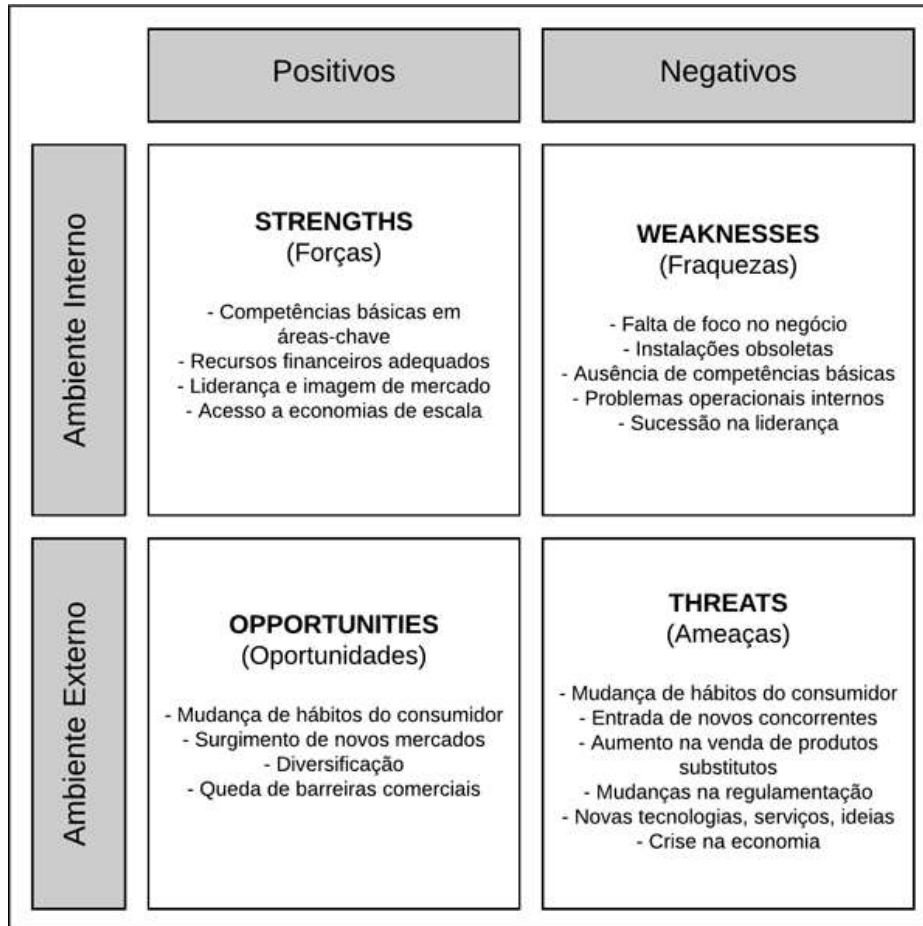 Positivos
Negativos
Ambiente Interno
STRENGTHS
(Forças)
- Competências básicas em
áreas-chave
- Recursos financeiros adequados
- Liderança e imagem de mercado
- Acesso a economias de escala
WEAKNESSES
(Fraquezas)
- Falta de foco no negócio
- Instalações obsoletas
- Ausência de competências básicas
- Problemas operacionais internos
- Sucessão na liderança
Ambiente Externo
OPPORTUNITIES
(Oportunidades)
- Mudança de hábitos do consumidor
- Surgimento de novos mercados
- Diversificação
- Queda de barreiras comerciais
THREATS
(Ameaças)
- Mudança de hábitos do consumidor
- Entrada de novos concorrentes
- Aumento na venda de produtos
substitutos
- Mudanças na regulamentação
- Novas tecnologias, serviços, ideias
- Crise na economia